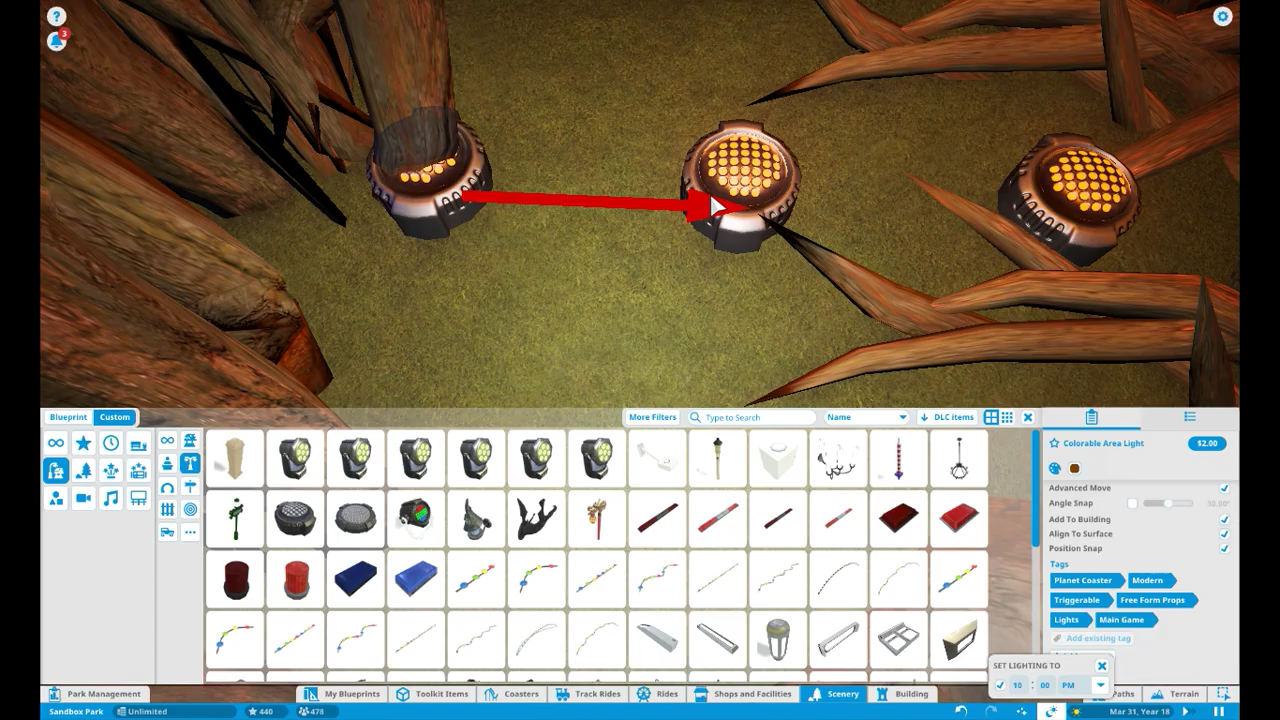 ?
3
Blueprint
Custom
More Filters
Type to Search
Name
DLC items
Colorable Area Light
$2.00
Advanced Move
Angle Snap
Add To Building
Align To Surface
Position Snap
Tags
Planet Coaster
Modern
Triggerable
Free Form Props
Lights
Main Game
Add existing tag
SET LIGHTING TO
10 : 00 PM
Park Management
My Blueprints
Toolkit Items
Coasters
Track Rides
Rides
Shops and Facilities
Scenery
Building
Paths
Terrain
Sandbox Park
Unlimited
440
478
Mar 31, Year 18